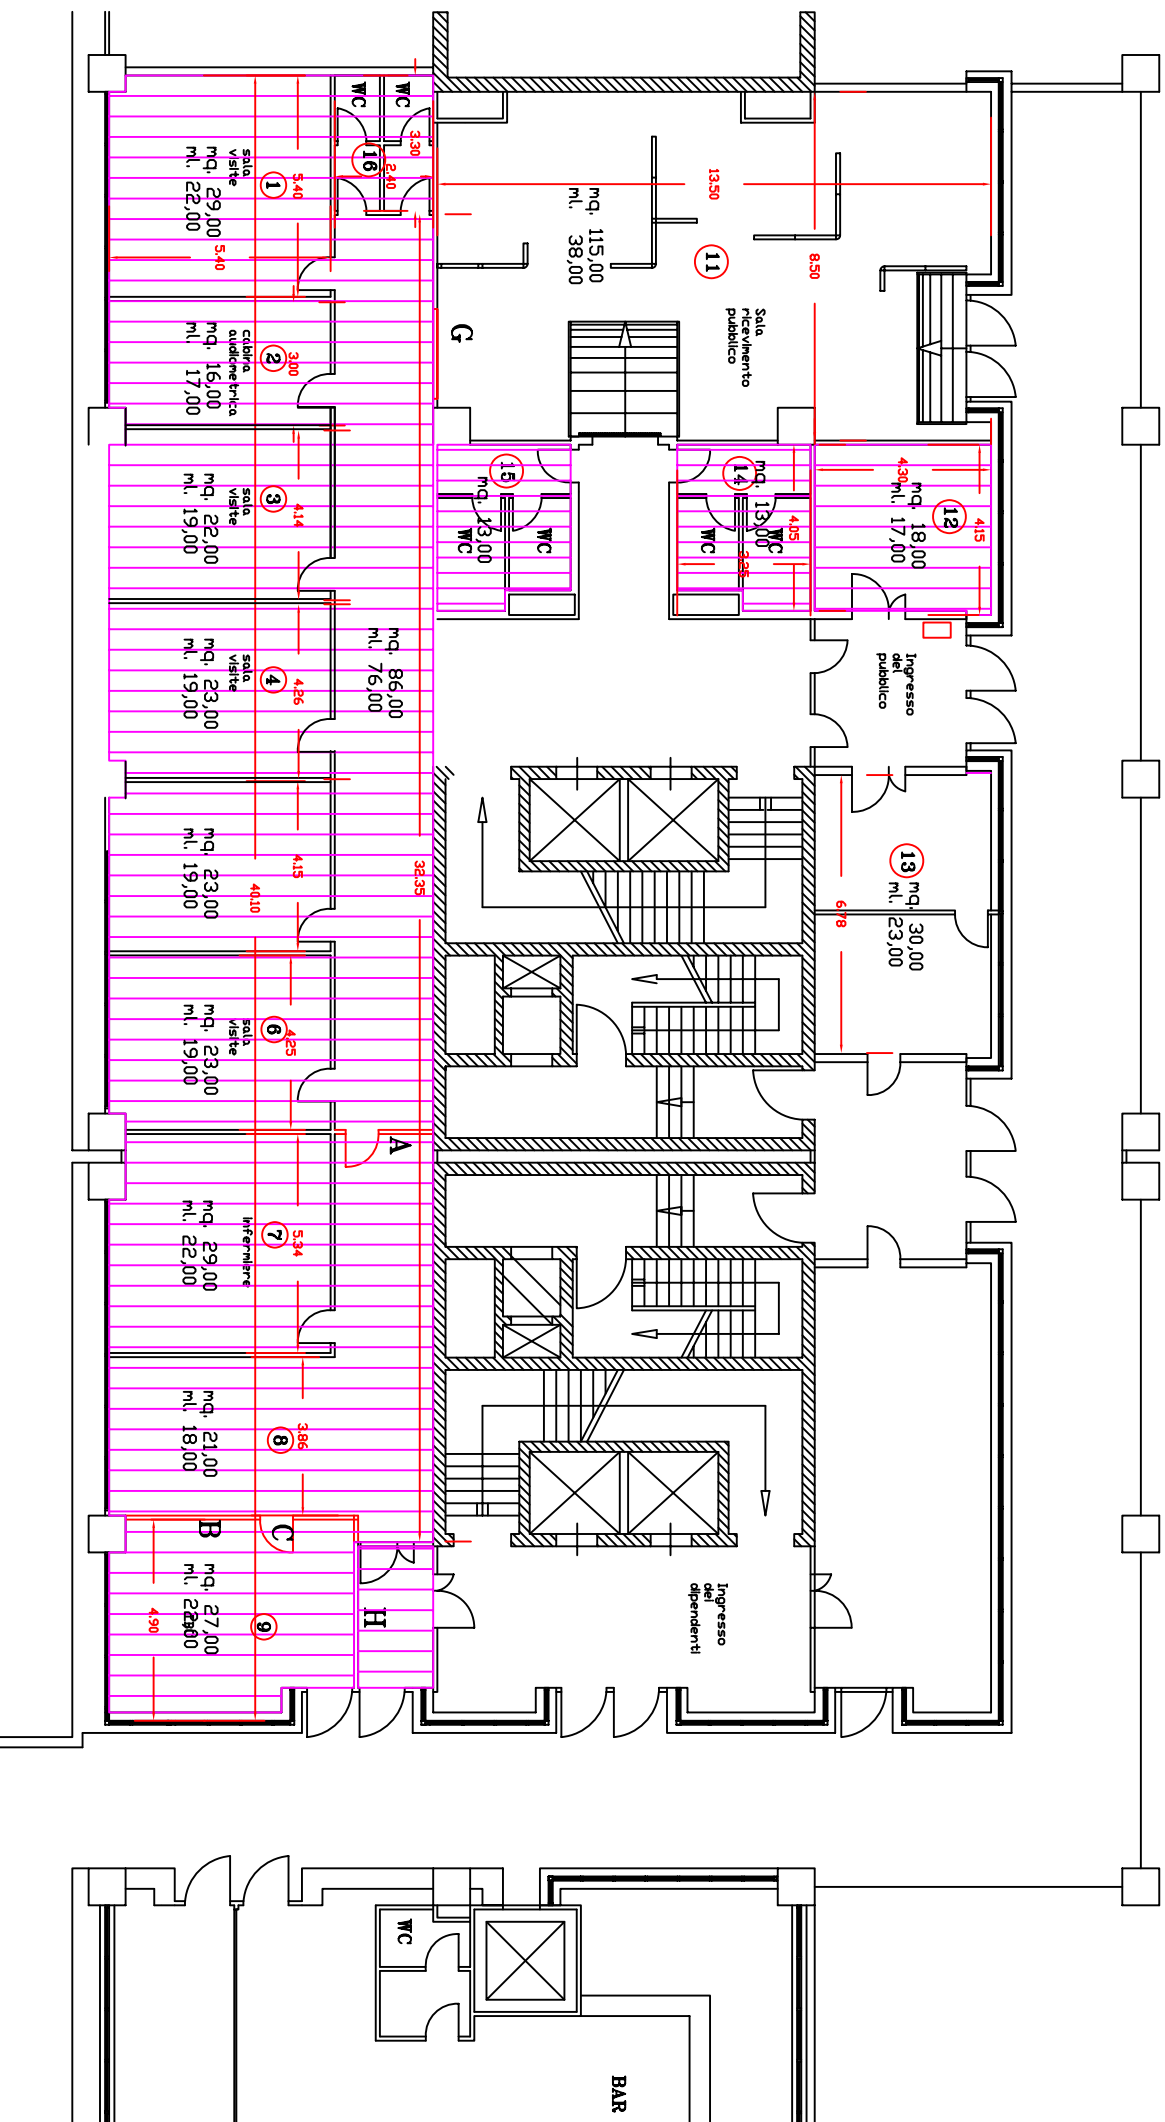 WC
WC
16
3.30
2.40
sala
visite
1
5.40
mq. 29,00
ml. 22,00
5.40
cabina
audiometrica
2
3.00
mq. 16,00
ml. 17,00
sala
visite
3
4.14
mq. 22,00
ml. 19,00
sala
visite
4
4.26
mq. 23,00
ml. 19,00
mq. 86,00
ml. 76,00
4.15
mq. 23,00
ml. 19,00
40.10
32.35
sala
visite
6
4.25
mq. 23,00
ml. 19,00
A
infermiere
7
5.34
mq. 29,00
ml. 22,00
8
3.86
mq. 21,00
ml. 18,00
B
C
H
9
mq. 27,00
4.90
G
13.50
mq. 115,00
ml. 38,00
11
8.50
Sala
ricevimento
pubblico
15
mq. 13,00
WC
WC
14
mq. 13,00
4.05
WC
WC
3.25
12
4.30
4.15
mq. 18,00
ml. 17,00
Ingresso
del
pubblico
13
mq. 30,00
ml. 23,00
6.78
Ingresso
dei
dipendenti
WC
BAR